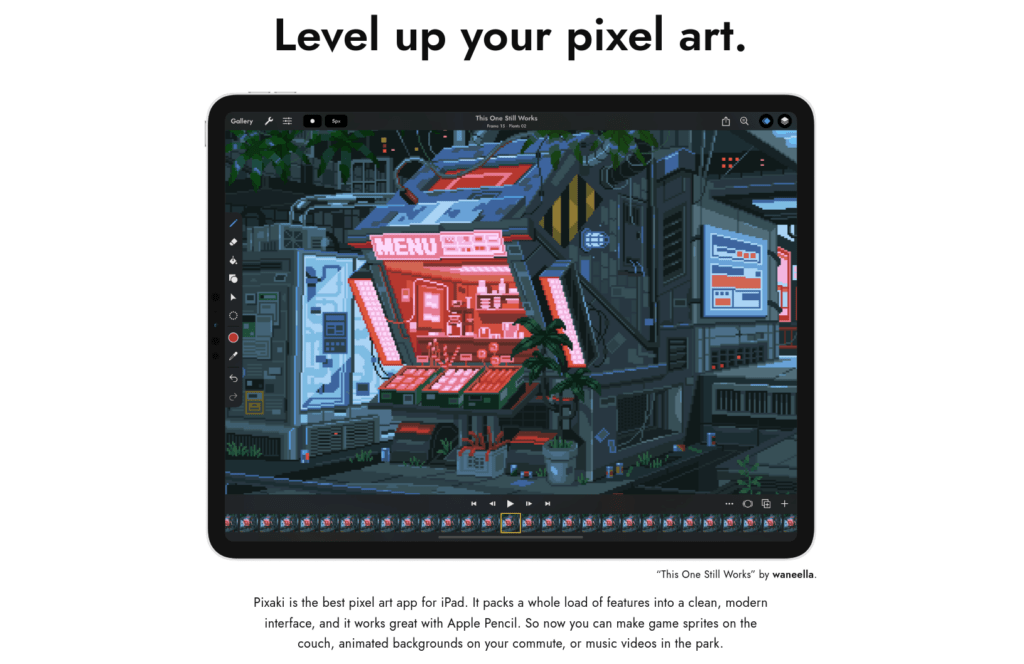 Level up your pixel art.
Gallery
5px
This One Still Works
Frame 15 · Pixels 02
MENU
“This One Still Works” by waneella.
Pixaki is the best pixel art app for iPad. It packs a whole load of features into a clean, modern
interface, and it works great with Apple Pencil. So now you can make game sprites on the
couch, animated backgrounds on your commute, or music videos in the park.